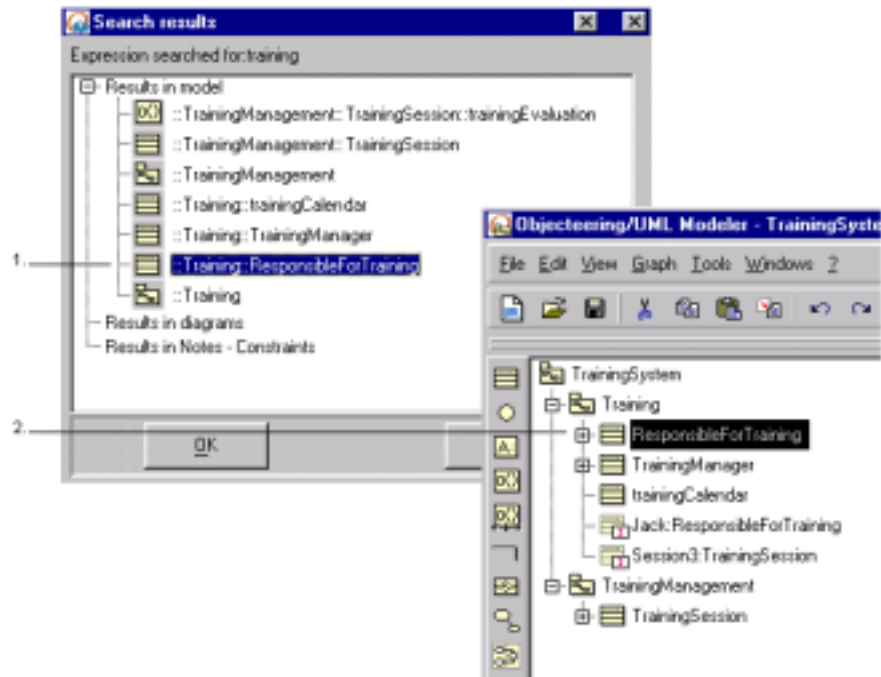 Search results
Expression searched for:training
Results in model
::TrainingManagement::TrainingSession::trainingEvaluation
::TrainingManagement::TrainingSession
::TrainingManagement
::Training::trainingCalendar
::Training::TrainingManager
1.
::Training::ResponsibleForTraining
::Training
Results in diagrams
Results in Notes - Constraints
2.
OK
Objecteering/UML Modeler - TrainingSyste
File Edit View Graph Tools Windows ?
TrainingSystem
Training
ResponsibleForTraining
TrainingManager
trainingCalendar
Jack:ResponsibleForTraining
Session3:TrainingSession
TrainingManagement
TrainingSession